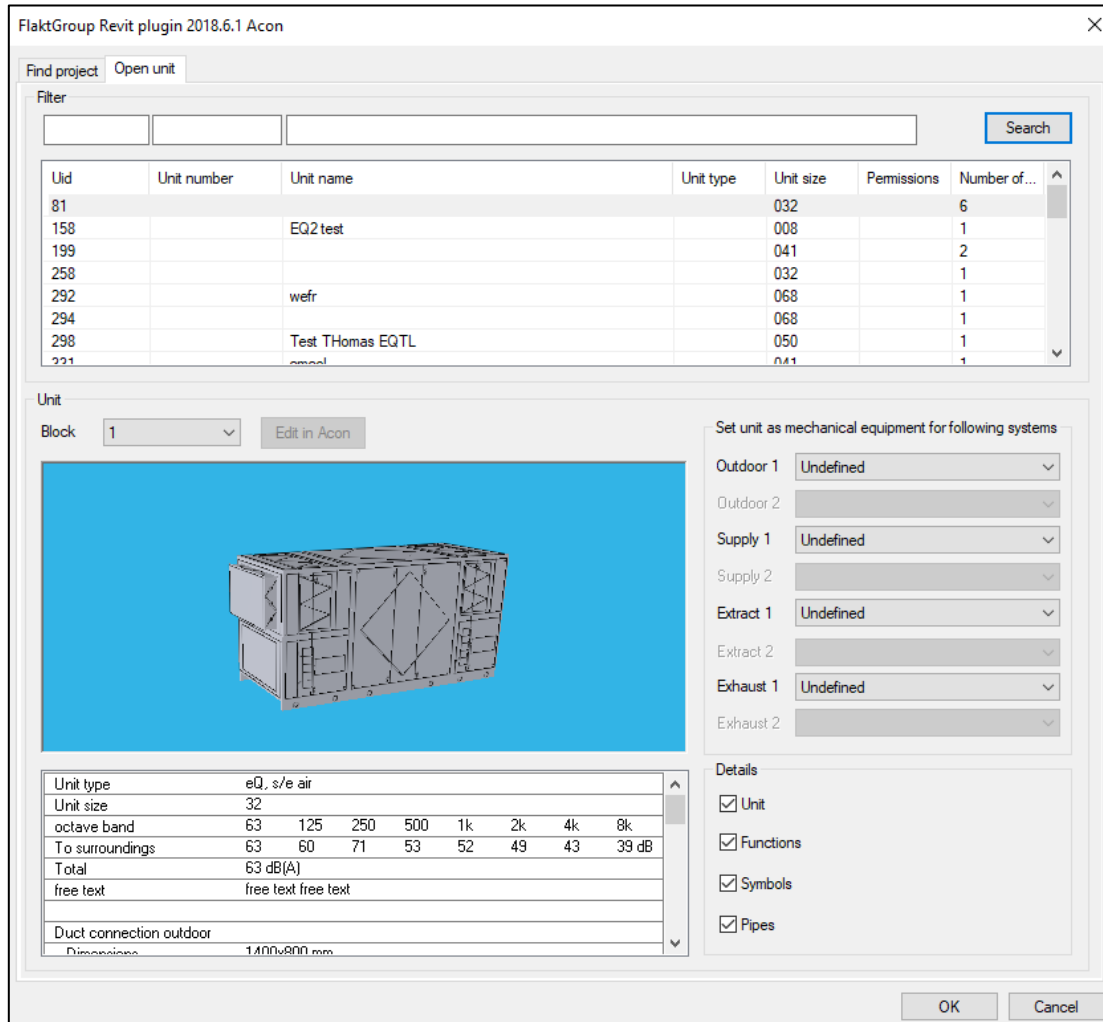 FlaktGroup Revit plugin 2018.6.1 Acon
Find project Open unit
Filter
Search
Uid Unit number Unit name Unit type Unit size Permissions Number of...
81 032 6
158 EQ2 test 008 1
199 041 2
258 032 1
292 wefr 068 1
294 068 1
298 Test THomas EQTL 050 1
041 1
Unit
Block 1 Edit in Acon
Set unit as mechanical equipment for following systems
Outdoor 1 Undefined
Outdoor 2
Supply 1 Undefined
Supply 2
Extract 1 Undefined
Extract 2
Exhaust 1 Undefined
Exhaust 2
Unit type eQ, s/e air
Unit size 32
octave band 63 125 250 500 1k 2k 4k 8k
To surroundings 63 60 71 53 52 49 43 39 dB
Total 63 dB(A)
free text free text free text
Duct connection outdoor
Dimensions 1400x800 mm
Details
Unit
Functions
Symbols
Pipes
OK Cancel